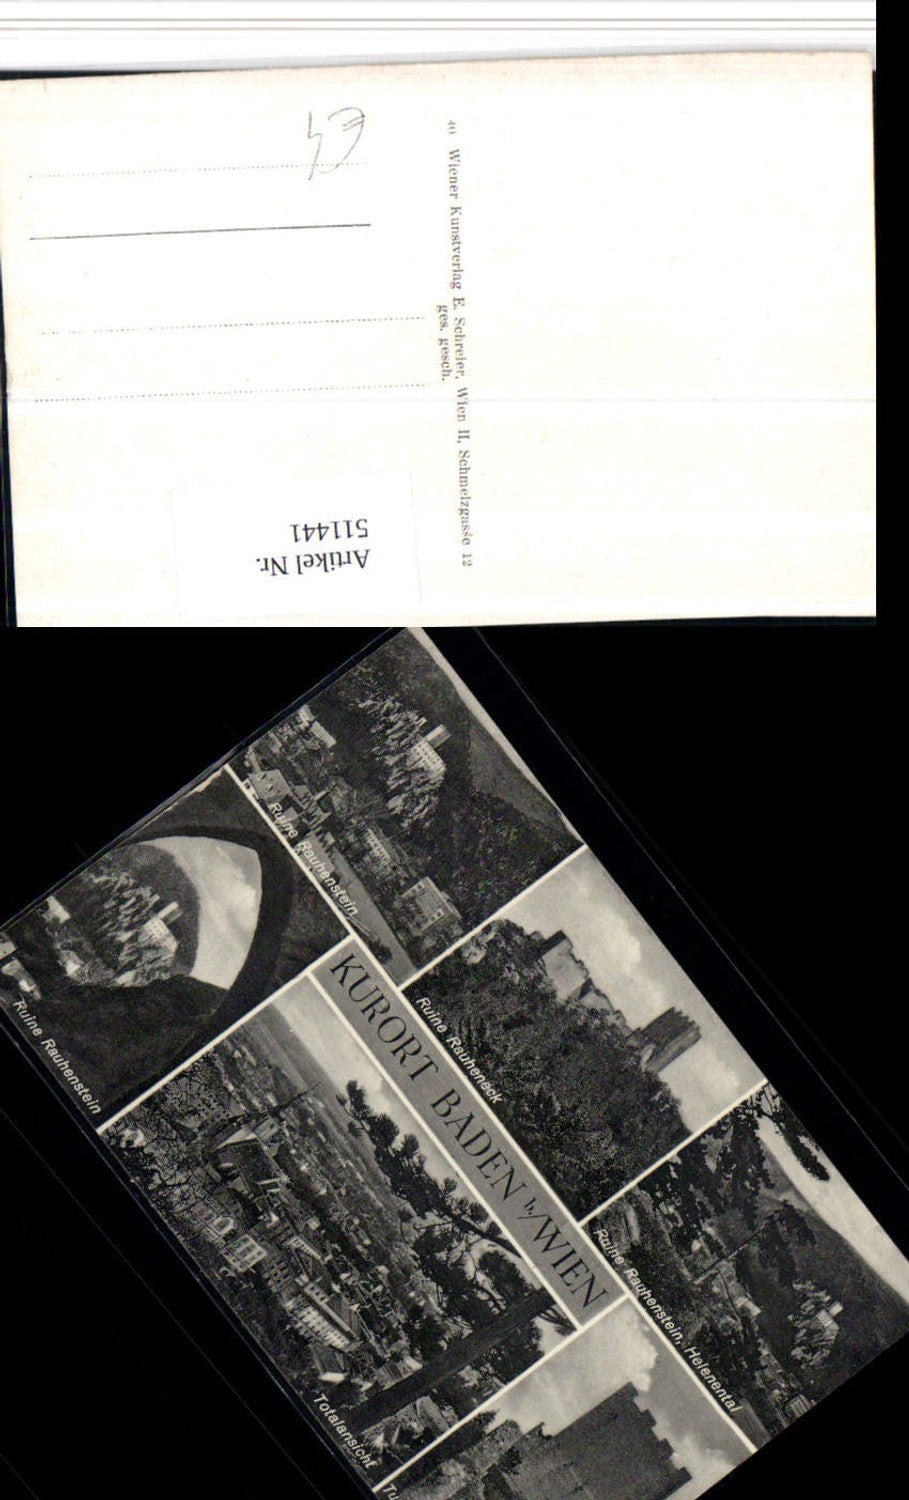 40 Wiener Kunstverlag E. Schreier, Wien II, Schmelzgasse 12
ges. gesch.
Artikel Nr.
511441
Ruine Rauhenstein
Ruine Rauhenstein
KURORT BADEN b./WIEN
Ruine Rauheneck
Ruine Rauhenstein, Helenental
Totalansicht